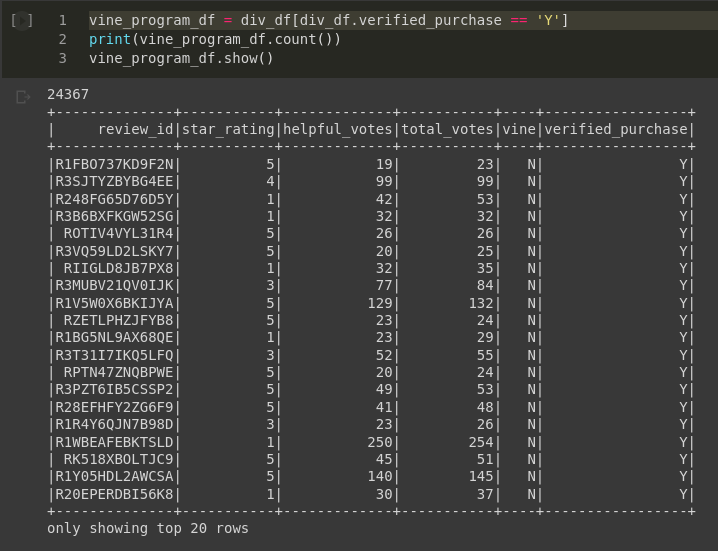 [ ] 1 vine_program_df = div_df[div_df.verified_purchase == 'Y']
2 print(vine_program_df.count())
3 vine_program_df.show()
24367
+--------------+-----------+-------------+-----------+----+-----------------+
|     review_id|star_rating|helpful_votes|total_votes|vine|verified_purchase|
+--------------+-----------+-------------+-----------+----+-----------------+
|R1FBO737KD9F2N|          5|           19|         23|   N|                Y|
|R3SJTYZBYBG4EE|          4|           99|         99|   N|                Y|
|R248FG65D76D5Y|          1|           42|         53|   N|                Y|
|R3B6BXFKGW52SG|          1|           32|         32|   N|                Y|
| ROTIV4VYL31R4|          5|           26|         26|   N|                Y|
|R3VQ59LD2LSKY7|          5|           20|         25|   N|                Y|
| RIIGLD8JB7PX8|          1|           32|         35|   N|                Y|
|R3MUBV21QV0IJK|          3|           77|         84|   N|                Y|
|R1V5W0X6BKIJYA|          5|          129|        132|   N|                Y|
| RZETLPHZJFYB8|          5|           23|         24|   N|                Y|
|R1BG5NL9AX68QE|          1|           23|         29|   N|                Y|
|R3T31I7IKQ5LFQ|          3|           52|         55|   N|                Y|
| RPTN47ZNQBPWE|          5|           20|         24|   N|                Y|
|R3PZT6IB5CSSP2|          5|           49|         53|   N|                Y|
|R28EFHFY2ZG6F9|          5|           41|         48|   N|                Y|
|R1R4Y6QJN7B98D|          3|           23|         26|   N|                Y|
|R1WBEAFEBKTSLD|          1|          250|        254|   N|                Y|
| RK518XBOLTJC9|          5|           45|         51|   N|                Y|
|R1Y05HDL2AWCSA|          5|          140|        145|   N|                Y|
|R20EPERDBI56K8|          1|           30|         37|   N|                Y|
+--------------+-----------+-------------+-----------+----+-----------------+
only showing top 20 rows